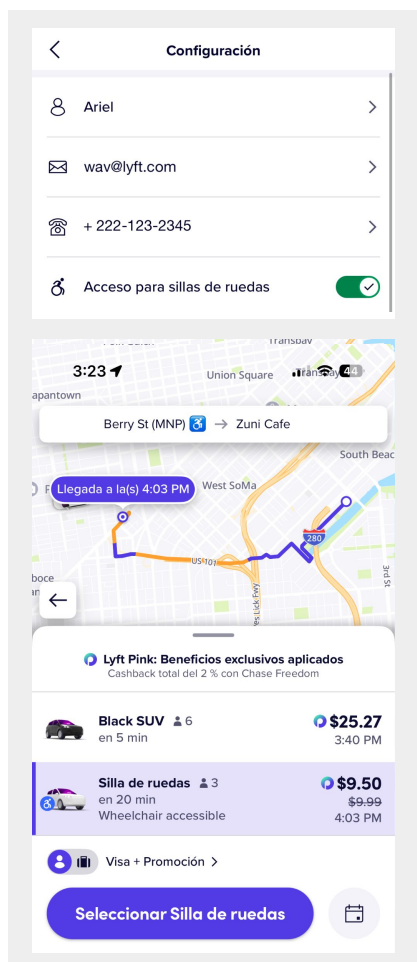 Configuración
Ariel
wav@lyft.com
+ 222-123-2345
Acceso para sillas de ruedas
3:23
44
Union Square
Berry St (MNP) → Zuni Cafe
South Beac
Llegada a la(s) 4:03 PM
West SoMa
280
US 101
3rd St
Lyft Pink: Beneficios exclusivos aplicados
Cashback total del 2 % con Chase Freedom
Black SUV 6 $25.27
en 5 min 3:40 PM
Silla de ruedas 3 $9.50
en 20 min $9.99
Wheelchair accessible 4:03 PM
Visa + Promoción >
Seleccionar Silla de ruedas